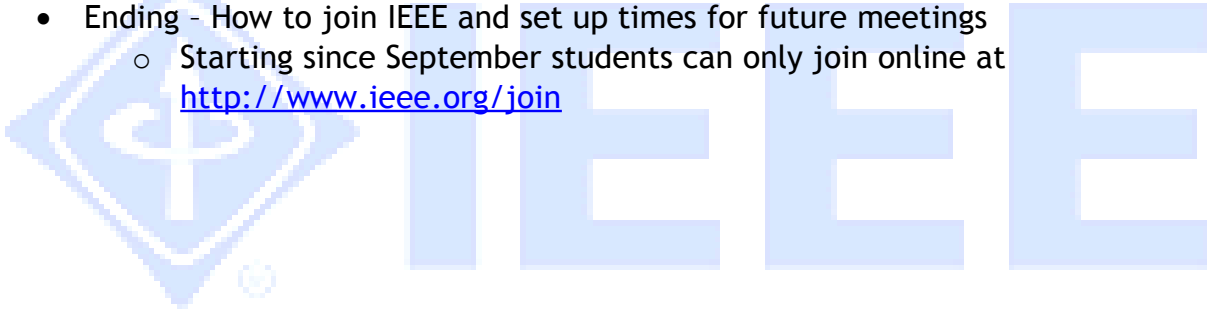 • Ending – How to join IEEE and set up times for future meetings
o Starting since September students can only join online at
http://www.ieee.org/join
IEEE